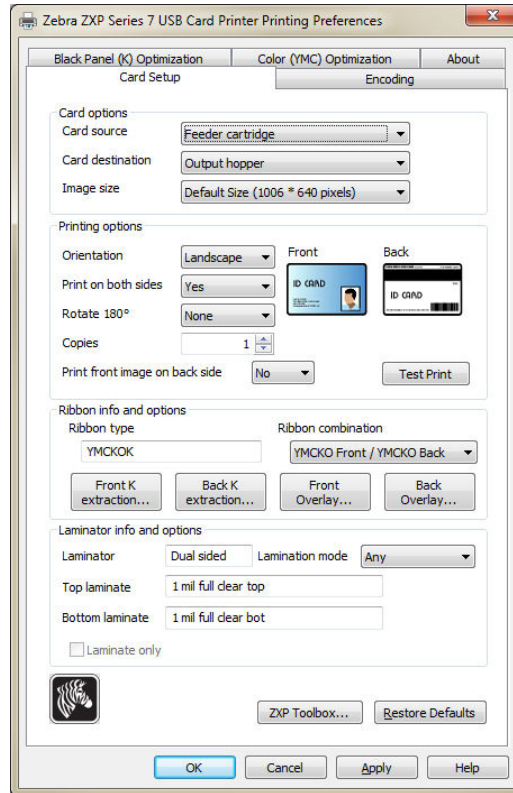 Zebra ZXP Series 7 USB Card Printer Printing Preferences
Black Panel (K) Optimization Color (YMC) Optimization About
Card Setup Encoding
Card options
Card source Feeder cartridge
Card destination Output hopper
Image size Default Size (1006 * 640 pixels)
Printing options
Orientation Landscape Front Back
Print on both sides Yes
ID CARD ID CARD
Rotate 180° None
Copies 1
Print front image on back side No Test Print
Ribbon info and options
Ribbon type Ribbon combination
YMCKOK YMCKO Front / YMCKO Back
Front K extraction... Back K extraction... Front Overlay... Back Overlay...
Laminator info and options
Laminator Dual sided Lamination mode Any
Top laminate 1 mil full clear top
Bottom laminate 1 mil full clear bot
Laminate only
ZXP Toolbox... Restore Defaults
OK Cancel Apply Help